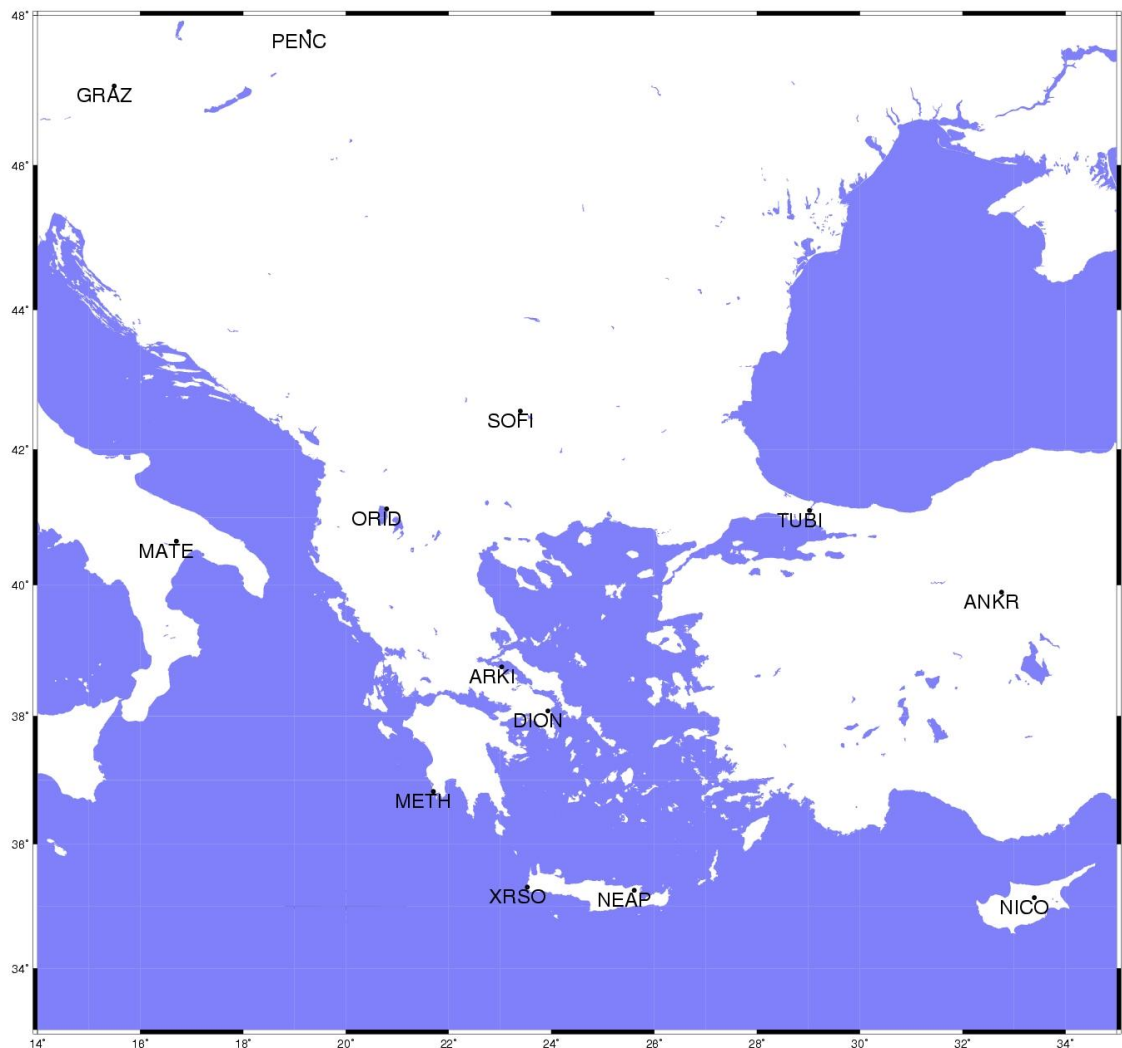 48°
PENC
GRAZ
46°
44°
SOFI
42°
ORID
TUBI
MATE
40°
ANKR
ARKI
38°
DION
METH
36°
XRSO
NEAP
NICO
34°
14° 16° 18° 20° 22° 24° 26° 28° 30° 32° 34°